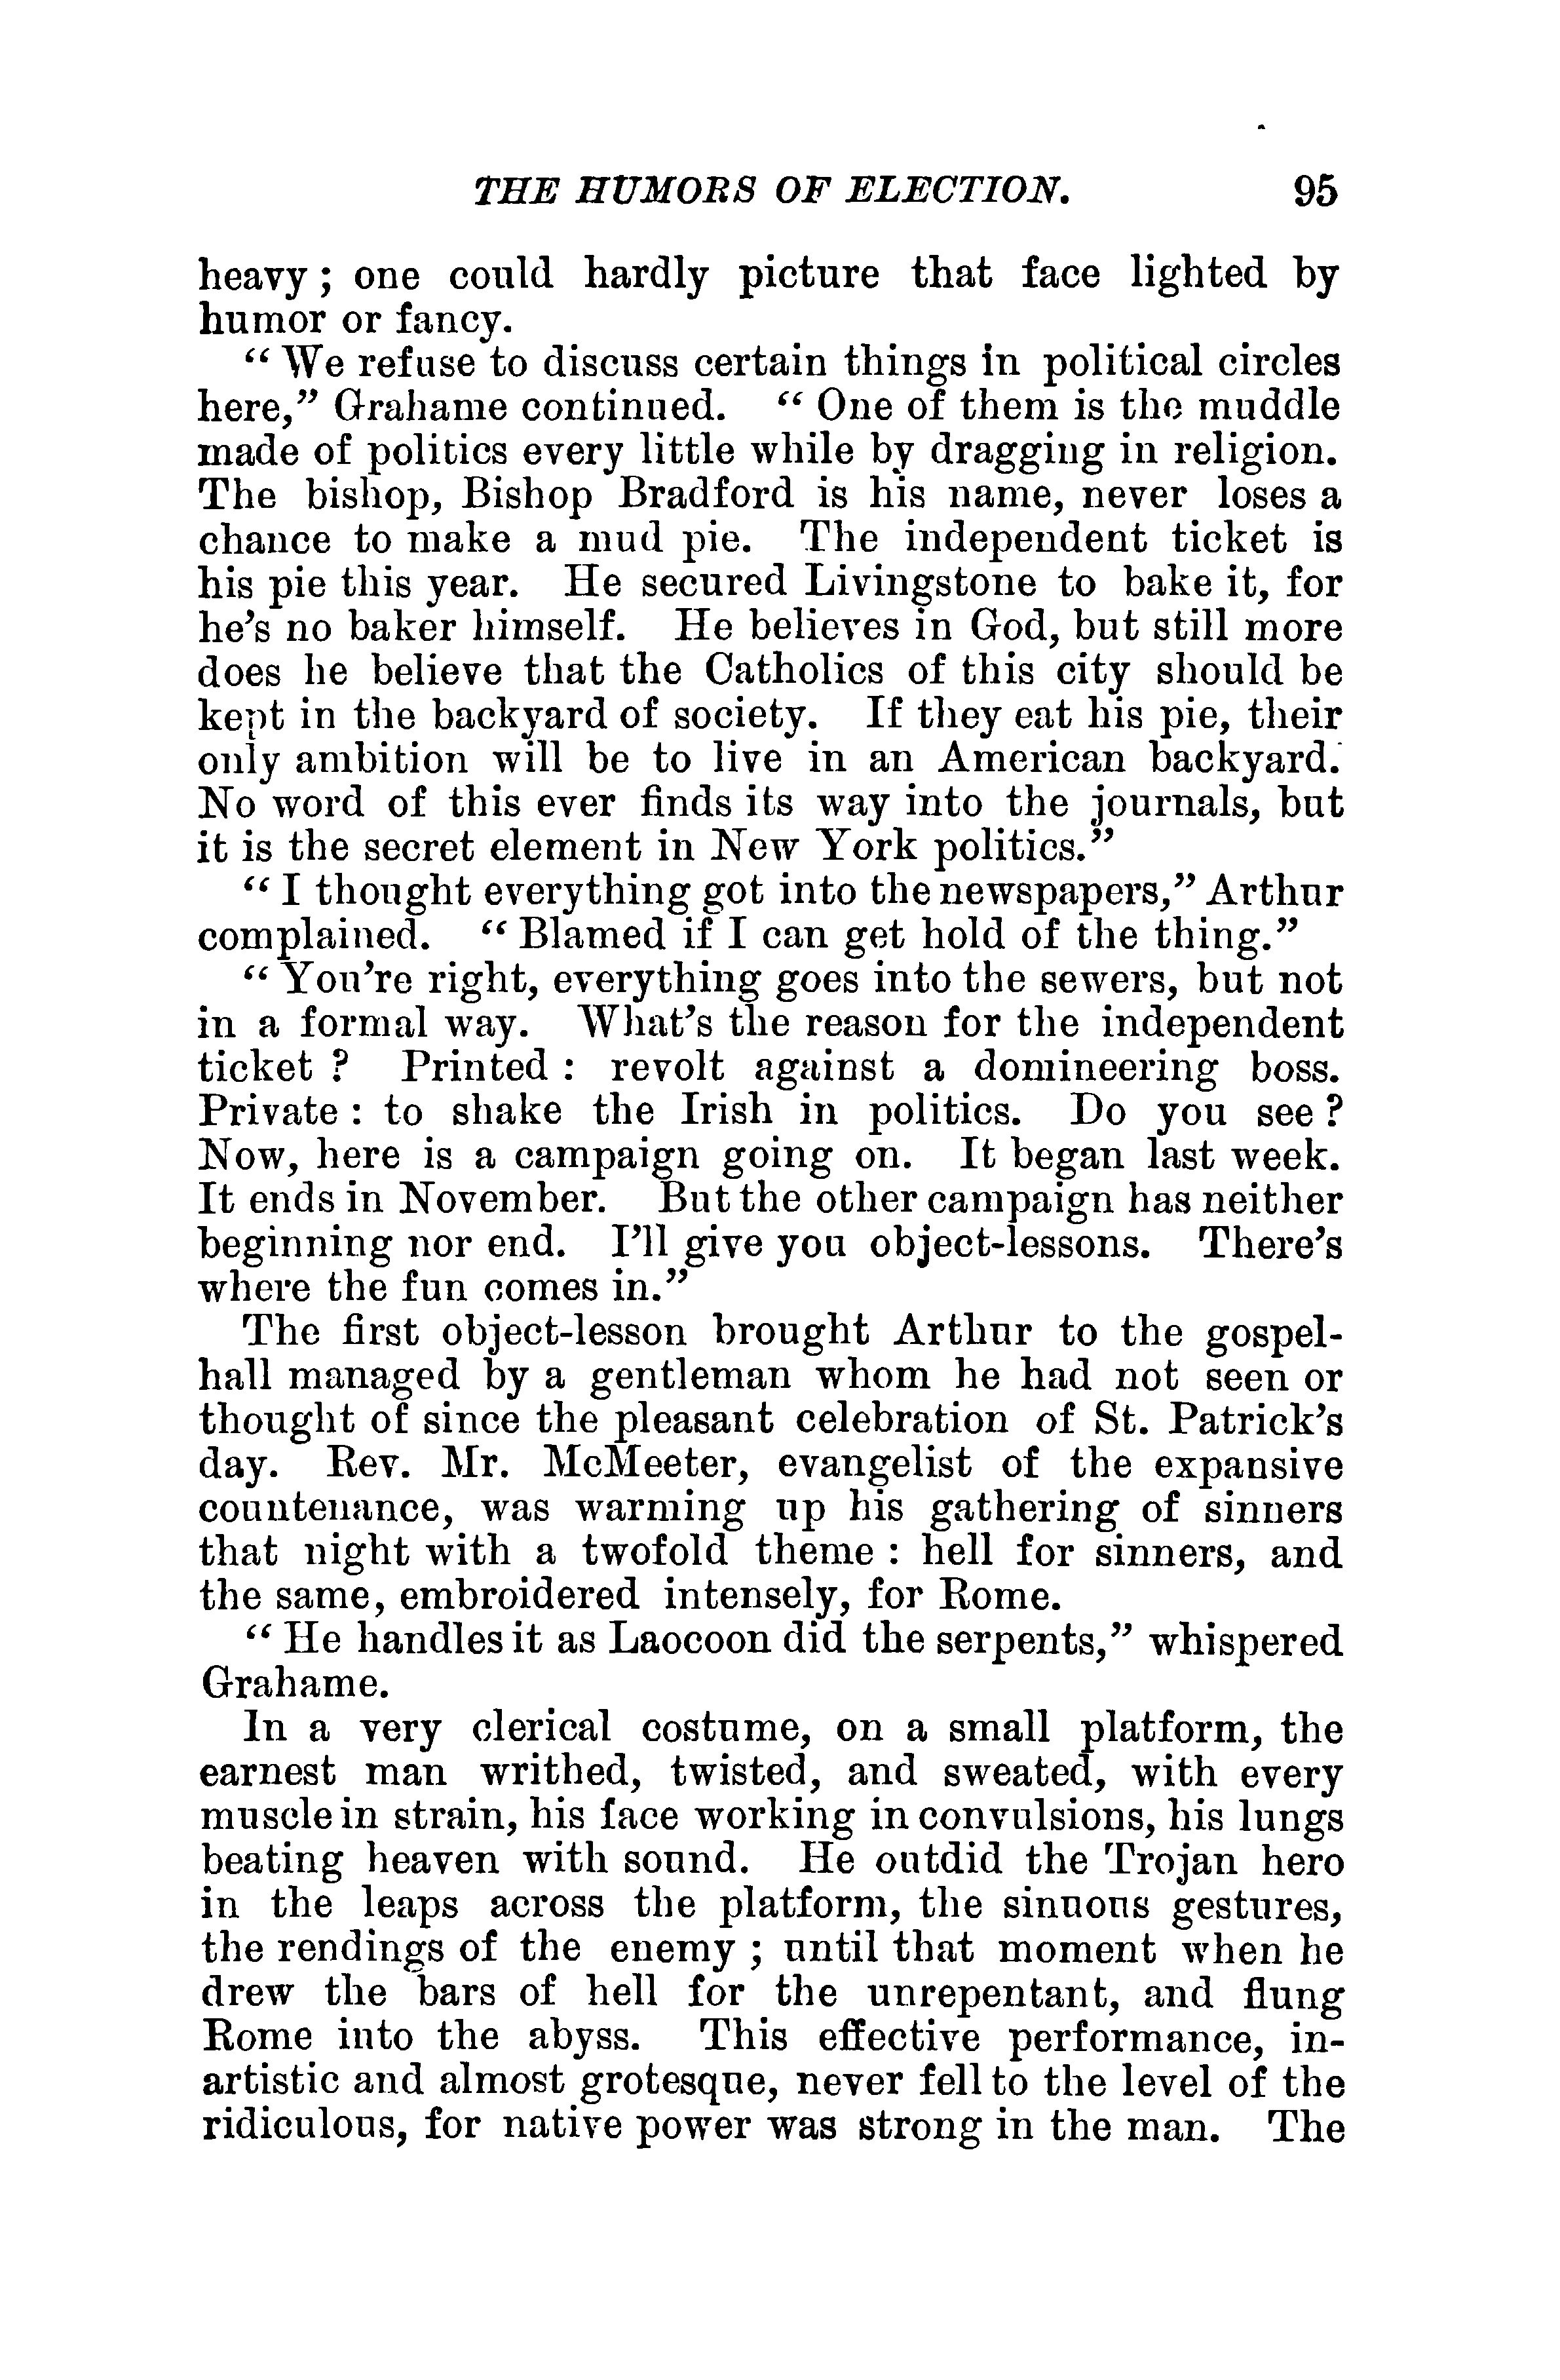 THE HUMORS OF ELECTION. 95
heavy ; one could hardly picture that face lighted by
humor or fancy.
“ We refuse to discuss certain things in political circles
here,” Grahame continued. “ One of them is the muddle
made of politics every little while by dragging in religion.
The bishop, Bishop Bradford is his name, never loses a
chance to make a mud pie. The independent ticket is
his pie this year. He secured Livingstone to bake it, for
he’s no baker himself. He believes in God, but still more
does he believe that the Catholics of this city should be
kept in the backyard of society. If they eat his pie, their
only ambition will be to live in an American backyard.
No word of this ever finds its way into the journals, but
it is the secret element in New York politics.”
“ I thought everything got into the newspapers,” Arthur
complained. “ Blamed if I can get hold of the thing.”
“ You’re right, everything goes into the sewers, but not
in a formal way. What’s the reason for the independent
ticket ? Printed : revolt against a domineering boss.
Private : to shake the Irish in politics. Do you see ?
Now, here is a campaign going on. It began last week.
It ends in November. But the other campaign has neither
beginning nor end. I’ll give you object-lessons. There’s
where the fun comes in.”
The first object-lesson brought Arthur to the gospel-
hall managed by a gentleman whom he had not seen or
thought of since the pleasant celebration of St. Patrick’s
day. Rev. Mr. McMeeter, evangelist of the expansive
countenance, was warming up his gathering of sinners
that night with a twofold theme : hell for sinners, and
the same, embroidered intensely, for Rome.
“ He handles it as Laocoon did the serpents,” whispered
Grahame.
In a very clerical costume, on a small platform, the
earnest man writhed, twisted, and sweated, with every
muscle in strain, his face working in convulsions, his lungs
beating heaven with sound. He outdid the Trojan hero
in the leaps across the platform, the sinuous gestures,
the rendings of the enemy ; until that moment when he
drew the bars of hell for the unrepentant, and flung
Rome into the abyss. This effective performance, in-
artistic and almost grotesque, never fell to the level of the
ridiculous, for native power was strong in the man. The